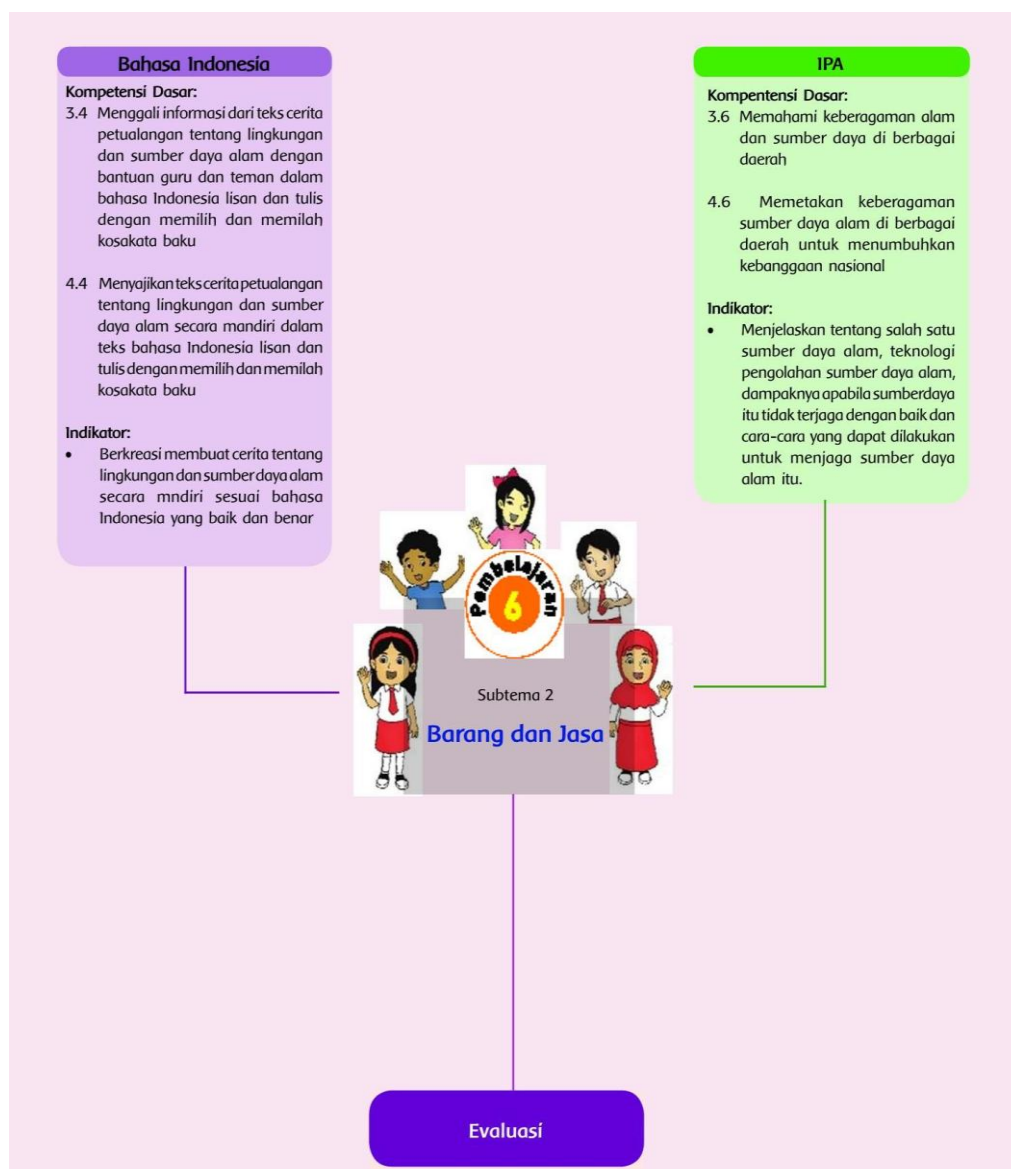 Bahasa Indonesia
Kompetensi Dasar:
3.4 Menggali informasi dari teks cerita
petualangan tentang lingkungan
dan sumber daya alam dengan
bantuan guru dan teman dalam
bahasa Indonesia lisan dan tulis
dengan memilih dan memilah
kosakata baku
4.4 Menyajikan teks cerita petualangan
tentang lingkungan dan sumber
daya alam secara mandiri dalam
teks bahasa Indonesia lisan dan
tulis dengan memilih dan memilah
kosakata baku
Indikator:
• Berkreasi membuat cerita tentang
lingkungan dan sumber daya alam
secara mndiri sesuai bahasa
Indonesia yang baik dan benar
IPA
Kompentensi Dasar:
3.6 Memahami keberagaman alam
dan sumber daya di berbagai
daerah
4.6 Memetakan keberagaman
sumber daya alam di berbagai
daerah untuk menumbuhkan
kebanggaan nasional
Indikator:
• Menjelaskan tentang salah satu
sumber daya alam, teknologi
pengolahan sumber daya alam,
dampaknya apabila sumberdaya
itu tidak terjaga dengan baik dan
cara-cara yang dapat dilakukan
untuk menjaga sumber daya
alam itu.
Pembelajaran
6
Subtema 2
Barang dan Jasa
Evaluasi